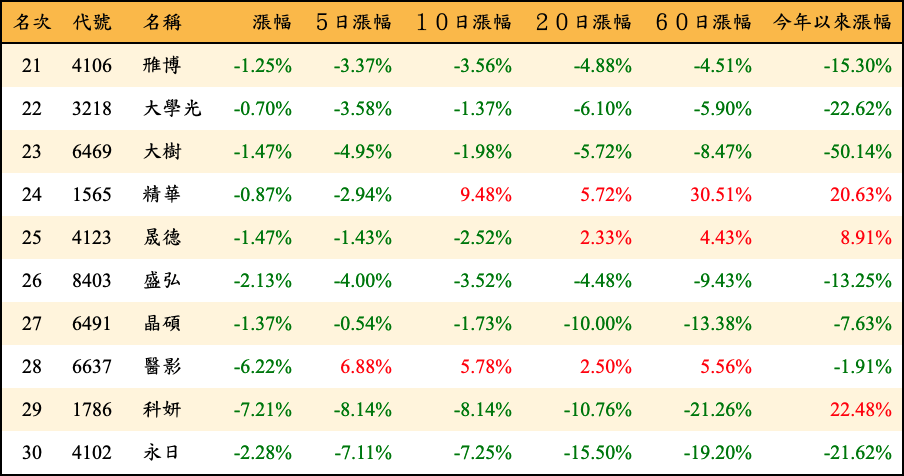 名次 代號 名稱 漲幅 ５日漲幅 １０日漲幅 ２０日漲幅 ６０日漲幅 今年以來漲幅
21 4106 雅博 -1.25% -3.37% -3.56% -4.88% -4.51% -15.30%
22 3218 大學光 -0.70% -3.58% -1.37% -6.10% -5.90% -22.62%
23 6469 大樹 -1.47% -4.95% -1.98% -5.72% -8.47% -50.14%
24 1565 精華 -0.87% -2.94% 9.48% 5.72% 30.51% 20.63%
25 4123 晟德 -1.47% -1.43% -2.52% 2.33% 4.43% 8.91%
26 8403 盛弘 -2.13% -4.00% -3.52% -4.48% -9.43% -13.25%
27 6491 晶碩 -1.37% -0.54% -1.73% -10.00% -13.38% -7.63%
28 6637 醫影 -6.22% 6.88% 5.78% 2.50% 5.56% -1.91%
29 1786 科妍 -7.21% -8.14% -8.14% -10.76% -21.26% 22.48%
30 4102 永日 -2.28% -7.11% -7.25% -15.50% -19.20% -21.62%